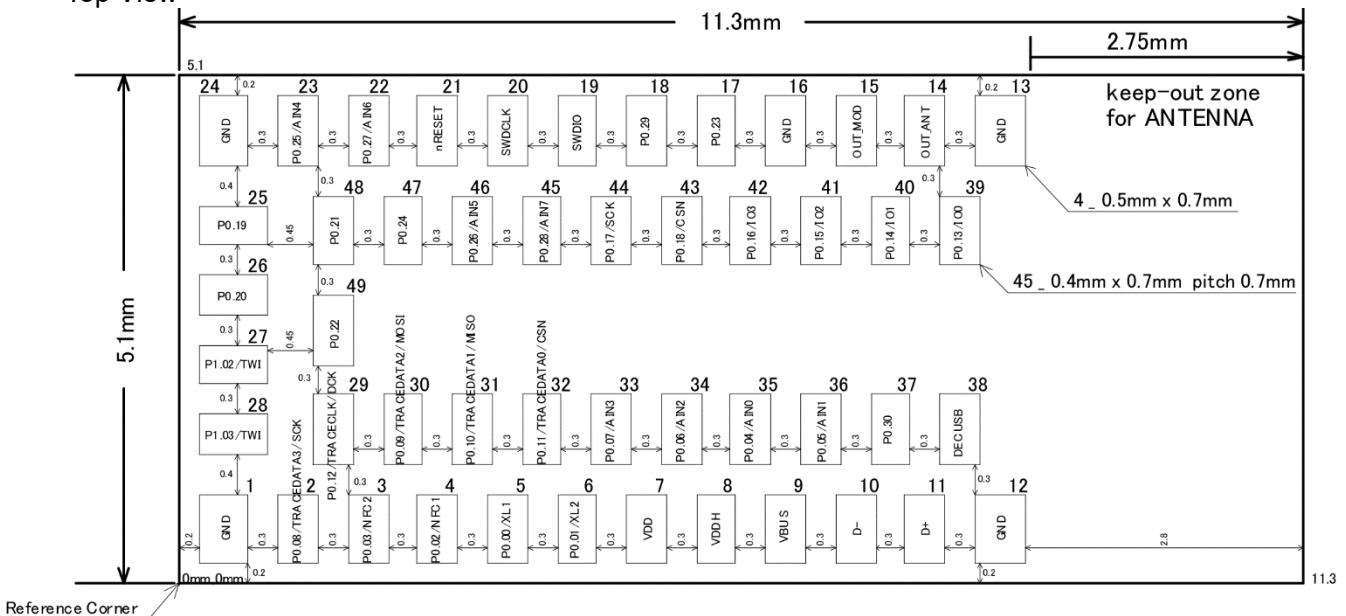 Top View
11.3mm
2.75mm
5.1
keep-out zone
for ANTENNA
24 23 22 21 20 19 18 17 16 15 14 13
0.2 0.2
GND P0.25/AIN4 P0.27/AIN6 nRESET SWDCLK SWDIO P0.29 P0.23 GND OUT_MOD OUT_ANT GND
0.3 0.3 0.3 0.3 0.3 0.3 0.3 0.3 0.3 0.3 0.3
0.4 0.3 0.3
4_ 0.5mm x 0.7mm
25 48 47 46 45 44 43 42 41 40 39
P0.19 P0.21 P0.24 P0.26/AIN5 P0.28/AIN7 P0.17/SCK P0.18/CSN P0.16/IO3 P0.15/IO2 P0.14/IO1 P0.13/IO0
0.45 0.3 0.3 0.3 0.3 0.3 0.3 0.3 0.3 0.3
0.3 0.3
45_ 0.4mm x 0.7mm pitch 0.7mm
26 49
P0.20 P0.22
0.3 0.45
5.1mm
27
P1.02/TWI
0.3 0.3
28 29 30 31 32 33 34 35 36 37 38
P1.03/TWI P0.12/TRACECLK/DCK P0.09/TRACEDATA2/MOSI P0.10/TRACEDATA1/MISO P0.11/TRACEDATA0/CSN P0.07/AIN3 P0.06/AIN2 P0.04/AIN0 P0.05/AIN1 P0.30 DECUSB
0.3 0.3 0.3 0.3 0.3 0.3 0.3 0.3 0.3
0.4 0.3 0.3
1 2 3 4 5 6 7 8 9 10 11 12
GND P0.08/TRACEDATA3/SCK P0.03/NFC2 P0.02/NFC1 P0.00/XL1 P0.01/XL2 VDD VDDH VBUS D- D+ GND
0.2 0.3 0.3 0.3 0.3 0.3 0.3 0.3 0.3 0.3 0.3 0.3 2.8
0.2 0.2
0mm,0mm
11.3
Reference Corner